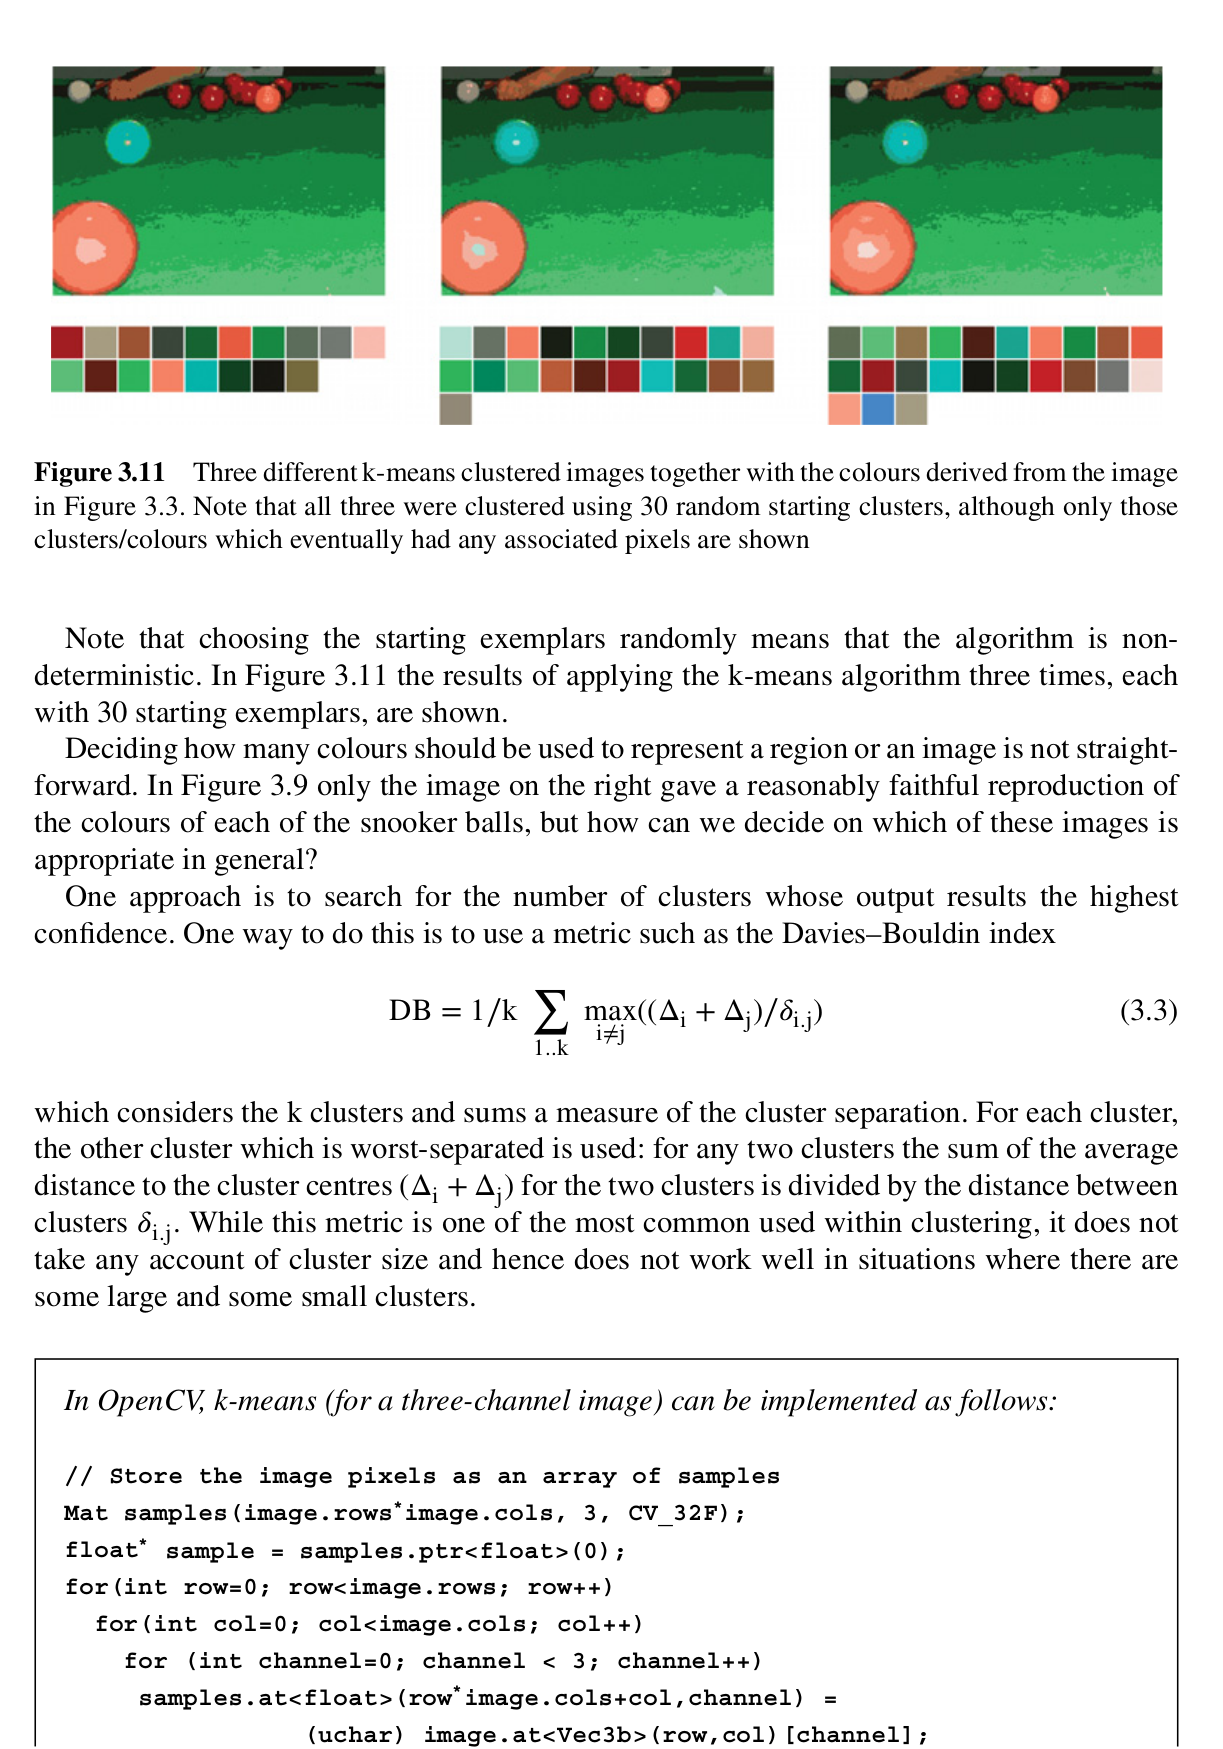 Figure 3.11 Three different k-means clustered images together with the colours derived from the image
in Figure 3.3. Note that all three were clustered using 30 random starting clusters, although only those
clusters/colours which eventually had any associated pixels are shown
Note that choosing the starting exemplars randomly means that the algorithm is non-
deterministic. In Figure 3.11 the results of applying the k-means algorithm three times, each
with 30 starting exemplars, are shown.
Deciding how many colours should be used to represent a region or an image is not straight-
forward. In Figure 3.9 only the image on the right gave a reasonably faithful reproduction of
the colours of each of the snooker balls, but how can we decide on which of these images is
appropriate in general?
One approach is to search for the number of clusters whose output results the highest
confidence. One way to do this is to use a metric such as the Davies–Bouldin index
DB = 1/k ∑ max((Δi + Δj)/δi.j) (3.3)
1..k i≠j
which considers the k clusters and sums a measure of the cluster separation. For each cluster,
the other cluster which is worst-separated is used: for any two clusters the sum of the average
distance to the cluster centres (Δi + Δj) for the two clusters is divided by the distance between
clusters δi.j. While this metric is one of the most common used within clustering, it does not
take any account of cluster size and hence does not work well in situations where there are
some large and some small clusters.
In OpenCV, k-means (for a three-channel image) can be implemented as follows:
// Store the image pixels as an array of samples
Mat samples(image.rows*image.cols, 3, CV_32F);
float* sample = samples.ptr<float>(0);
for(int row=0; row<image.rows; row++)
for(int col=0; col<image.cols; col++)
for (int channel=0; channel < 3; channel++)
samples.at<float>(row*image.cols+col,channel) =
(uchar) image.at<Vec3b>(row,col)[channel];